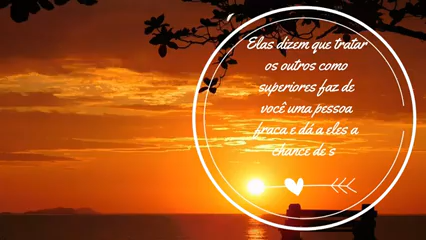 Elas dizem que tratar
os outros como
superiores faz de
você uma pessoa
fraca e dá a eles a
chance de s